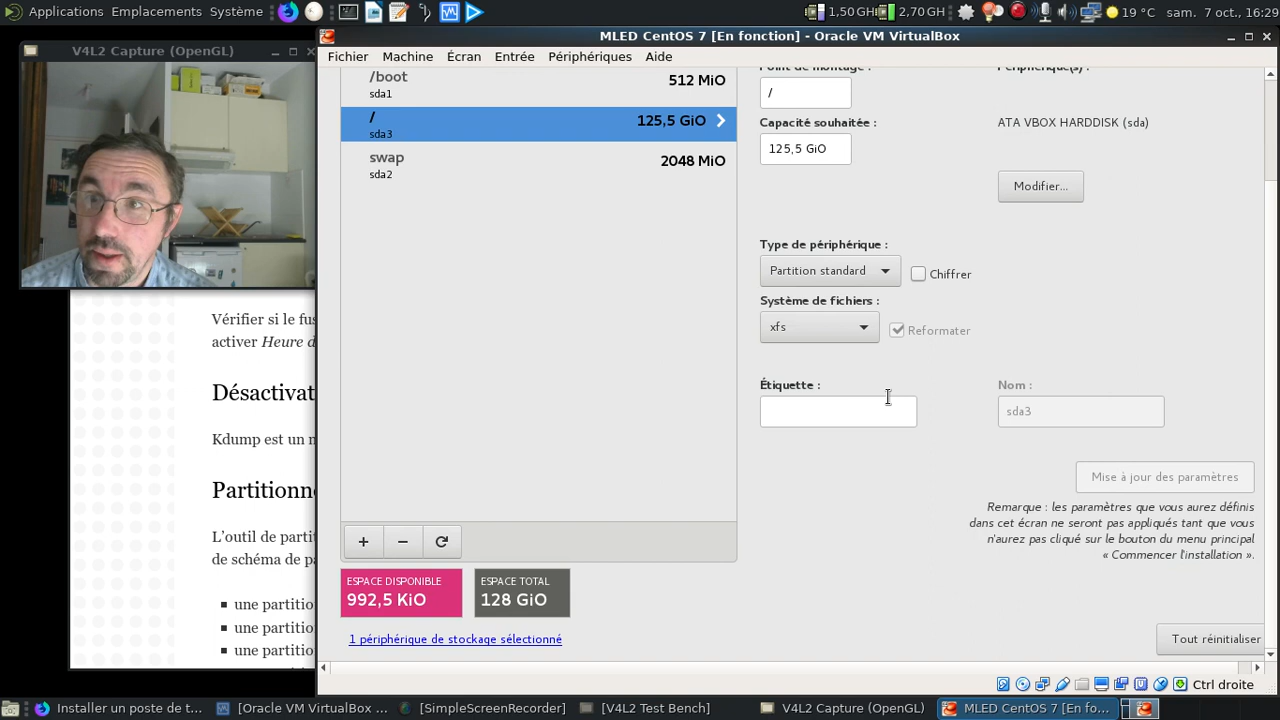 Applications Emplacements Système
1,50 GH
2,70 GH
19 °C sam. 7 oct., 16:29
V4L2 Capture (OpenGL)
MLED CentOS 7 [En fonction] - Oracle VM VirtualBox
Fichier Machine Écran Entrée Périphériques Aide
/boot
sda1
512 MiO
/
sda3
125,5 GiO
swap
sda2
2048 MiO
Point de montage :
/
Périphérique(s) :
Capacité souhaitée :
125,5 GiO
ATA VBOX HARDDISK (sda)
Modifier...
Type de périphérique :
Partition standard
Chiffrer
Système de fichiers :
xfs
Reformater
Étiquette :
Nom :
sda3
Mise à jour des paramètres
Remarque : les paramètres que vous aurez définis
dans cet écran ne seront pas appliqués tant que vous
n'aurez pas cliqué sur le bouton du menu principal
« Commencer l'installation ».
+ −
ESPACE DISPONIBLE
992,5 KiO
ESPACE TOTAL
128 GiO
1 périphérique de stockage sélectionné
Tout réinitialiser
Ctrl droite
Vérifier si le fus
activer Heure d
Désactivat
Kdump est un m
Partitionn
L'outil de parti
de schéma de pa
une partitio
une partitio
une partitio
Installer un poste de t...
[Oracle VM VirtualBox ...
[SimpleScreenRecorder]
[V4L2 Test Bench]
V4L2 Capture (OpenGL)
MLED CentOS 7 [En fo...